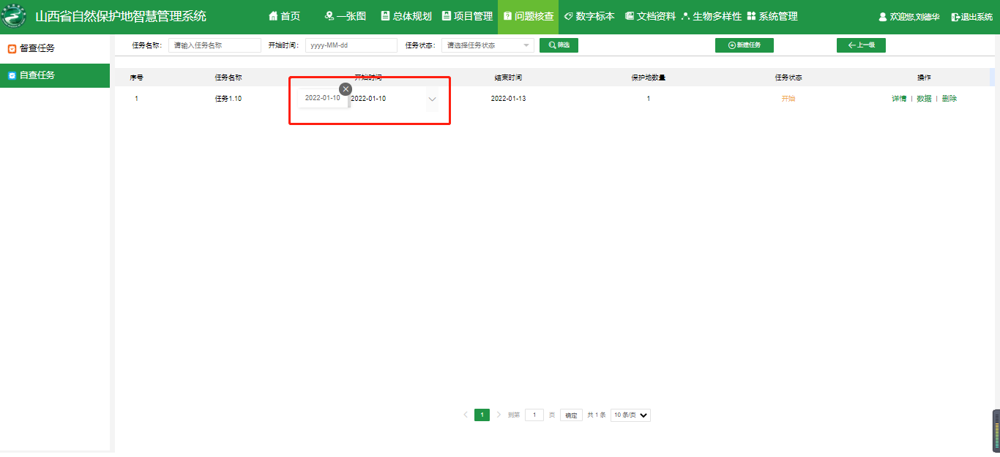 山西省自然保护地智慧管理系统 首页 一张图 总体规划 项目管理 问题核查 数字标本 文档资料 生物多样性 系统管理 欢迎您,刘德华 退出系统
督查任务
自查任务
任务名称: 请输入任务名称 开始时间: yyyy-MM-dd 任务状态: 请选择任务状态 筛选 新建任务 上一级
序号 任务名称 开始时间 结束时间 保护地数量 任务状态 操作
1 任务1.10 2022-01-10 2022-01-10 2022-01-13 1 开始 详情 | 数据 | 删除
1 到第 1 页 确定 共 1 条 10 条/页